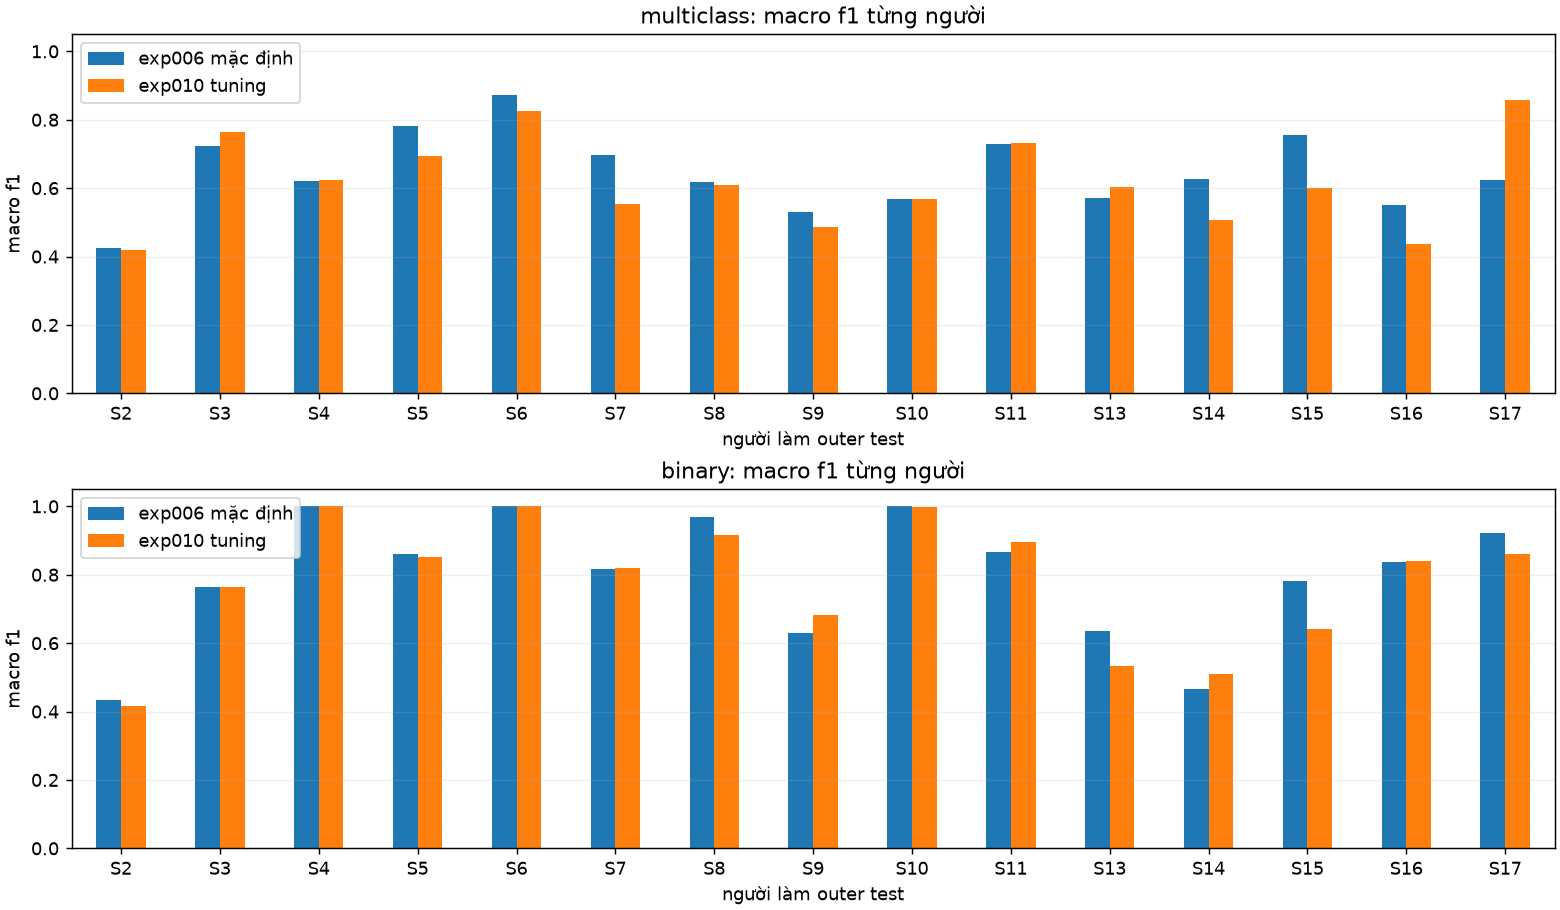 multiclass: macro f1 từng người
exp006 mặc định
exp010 tuning
macro f1
1.0
0.8
0.6
0.4
0.2
0.0
S2 S3 S4 S5 S6 S7 S8 S9 S10 S11 S13 S14 S15 S16 S17
người làm outer test
binary: macro f1 từng người
exp006 mặc định
exp010 tuning
macro f1
1.0
0.8
0.6
0.4
0.2
0.0
S2 S3 S4 S5 S6 S7 S8 S9 S10 S11 S13 S14 S15 S16 S17
người làm outer test